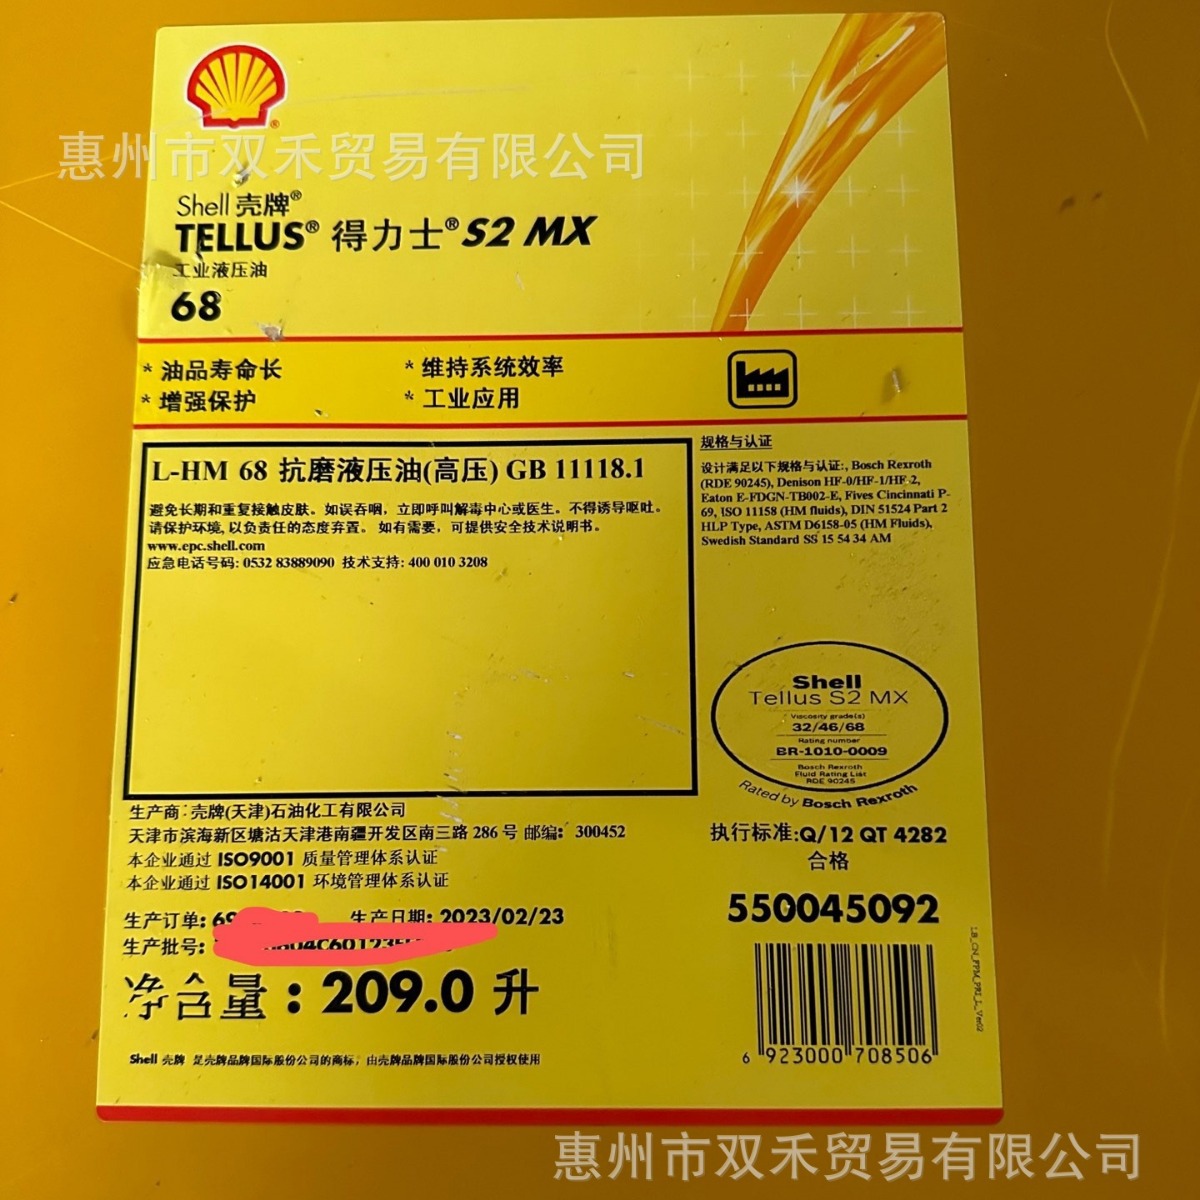 惠州市双禾贸易有限公司
Shell 壳牌®
TELLUS® 得力士® S2 MX
工业液压油
68
* 油品寿命长
* 维持系统效率
* 增强保护
* 工业应用
L-HM 68 抗磨液压油(高压) GB 11118.1
避免长期和重复接触皮肤。如误吞咽，立即呼叫解毒中心或医生。不得诱导呕吐。
请保护环境, 以负责任的态度弃置。 如有需要，可提供安全技术说明书。
www.epc.shell.com
应急电话号码: 0532 83889090 技术支持: 400 010 3208
规格与认证
设计满足以下规格与认证:, Bosch Rexroth
(RDE 90245), Denison HF-0/HF-1/HF-2,
Eaton E-FDGN-TB002-E, Fives Cincinnati P-
69, ISO 11158 (HM fluids), DIN 51524 Part 2
HLP Type, ASTM D6158-05 (HM Fluids),
Swedish Standard SS 15 54 34 AM
Shell
Tellus S2 MX
Viscosity grade(s)
32/46/68
Rating number
BR-1010-0009
Bosch Rexroth
Fluid Rating List
RDE 90245
Rated by Bosch Rexroth
生产商: 壳牌(天津)石油化工有限公司
天津市滨海新区塘沽天津港南疆开发区南三路 286 号 邮编: 300452
本企业通过 ISO9001 质量管理体系认证
本企业通过 ISO14001 环境管理体系认证
执行标准:Q/12 QT 4282
合格
生产订单: 生产日期: 2023/02/23
生产批号:
550045092
净含量: 209.0 升
6 923000 708506
Shell 壳牌 是壳牌品牌国际股份公司的商标，由壳牌品牌国际股份公司授权使用
惠州市双禾贸易有限公司